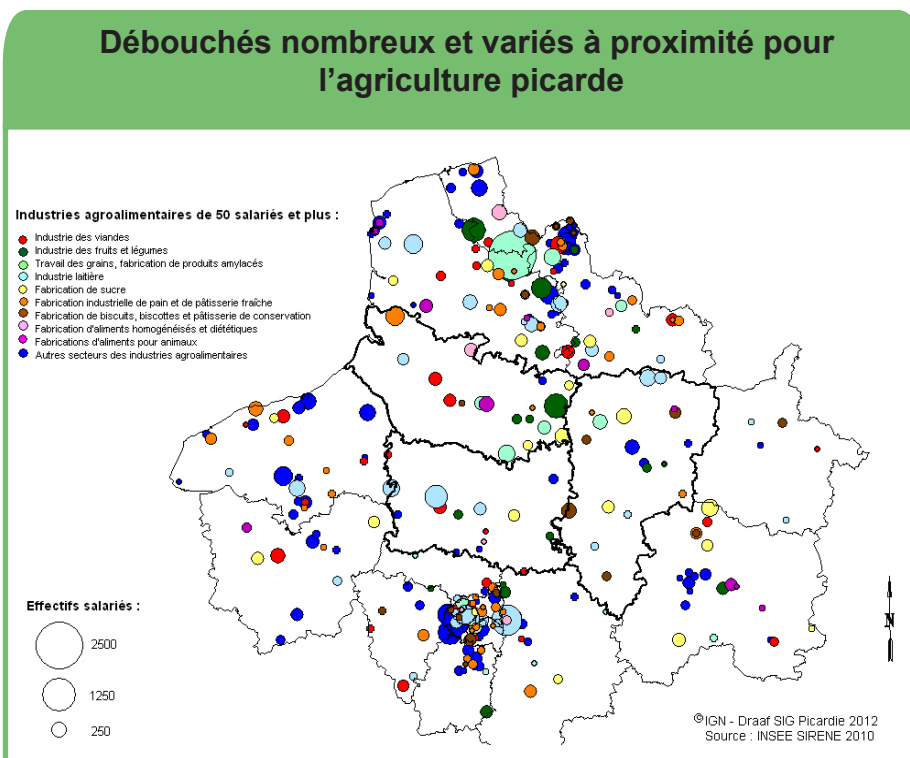 Débouchés nombreux et variés à proximité pour
l'agriculture picarde
Industries agroalimentaires de 50 salariés et plus :
Industrie des viandes
Industrie des fruits et légumes
Travail des grains, fabrication de produits amylacés
Industrie laitière
Fabrication de sucre
Fabrication industrielle de pain et de pâtisserie fraîche
Fabrication de biscuits, biscottes et pâtisserie de conservation
Fabrication d'aliments homogénéisés et diététiques
Fabrications d'aliments pour animaux
Autres secteurs des industries agroalimentaires
Effectifs salariés :
2500
1250
250
N
©IGN - Draaf SIG Picardie 2012
Source : INSEE SIRENE 2010